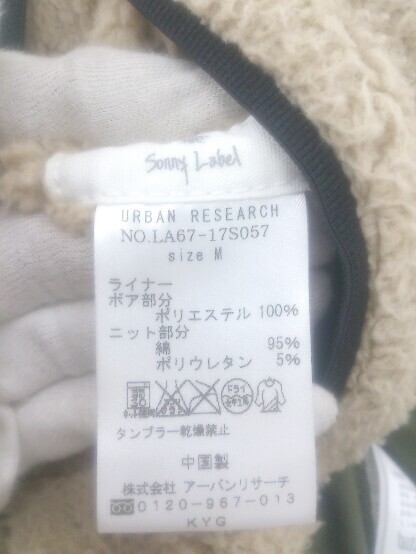 Sonny Label
URBAN RESEARCH
NO.LA67-17S057
size M
ライナー
ボア部分
ポリエステル 100%
ニット部分
綿 95%
ポリウレタン 5%
ドライ
タンブラー乾燥禁止
中国製
株式会社 アーバンリサーチ
0120-967-013
KYG